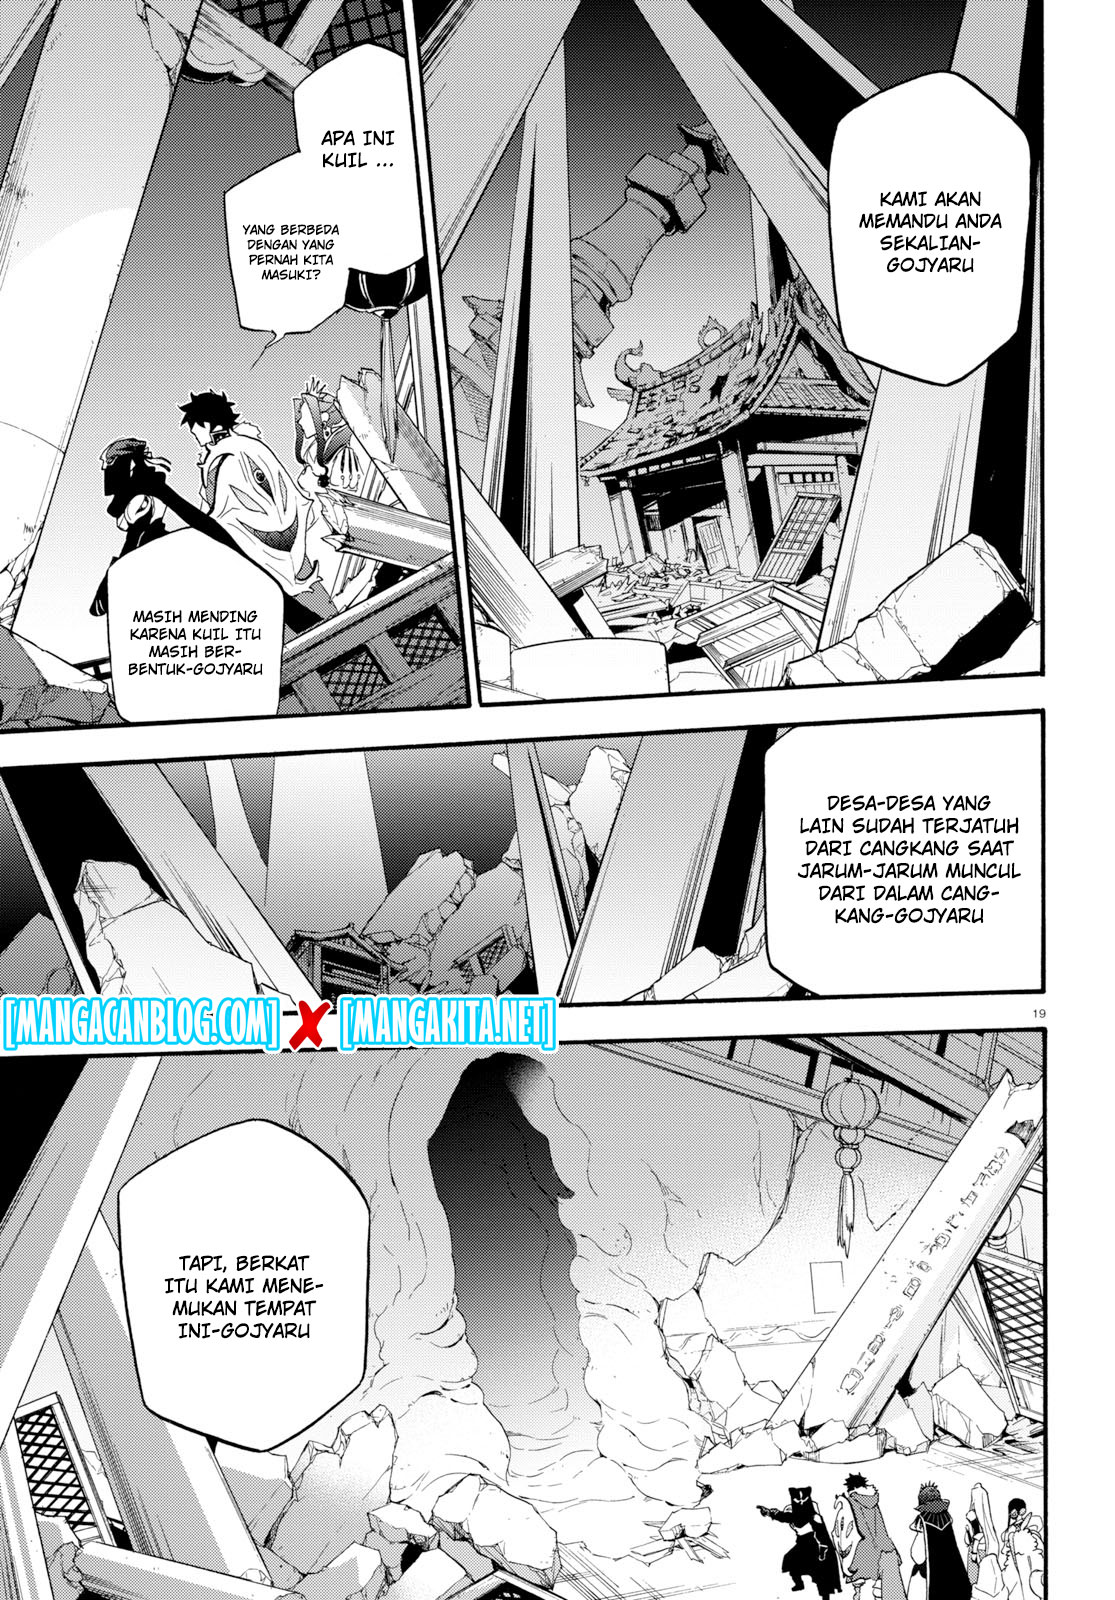 KAMI AKAN
MEMANDU ANDA
SEKALIAN-
GOJYARU
APA INI
KUIL ...
YANG BERBEDA
DENGAN YANG
PERNAH KITA
MASUKI?
MASIH MENDING
KARENA KUIL ITU
MASIH BER-
BENTUK-GOJYARU
DESA-DESA YANG
LAIN SUDAH TERJATUH
DARI CANGKANG SAAT
JARUM-JARUM MUNCUL
DARI DALAM CANG-
KANG-GOJYARU
[MANGACANBLOG.COM] X [MANGAKITA.NET]
19
TAPI, BERKAT
ITU KAMI MENE-
MUKAN TEMPAT
INI-GOJYARU